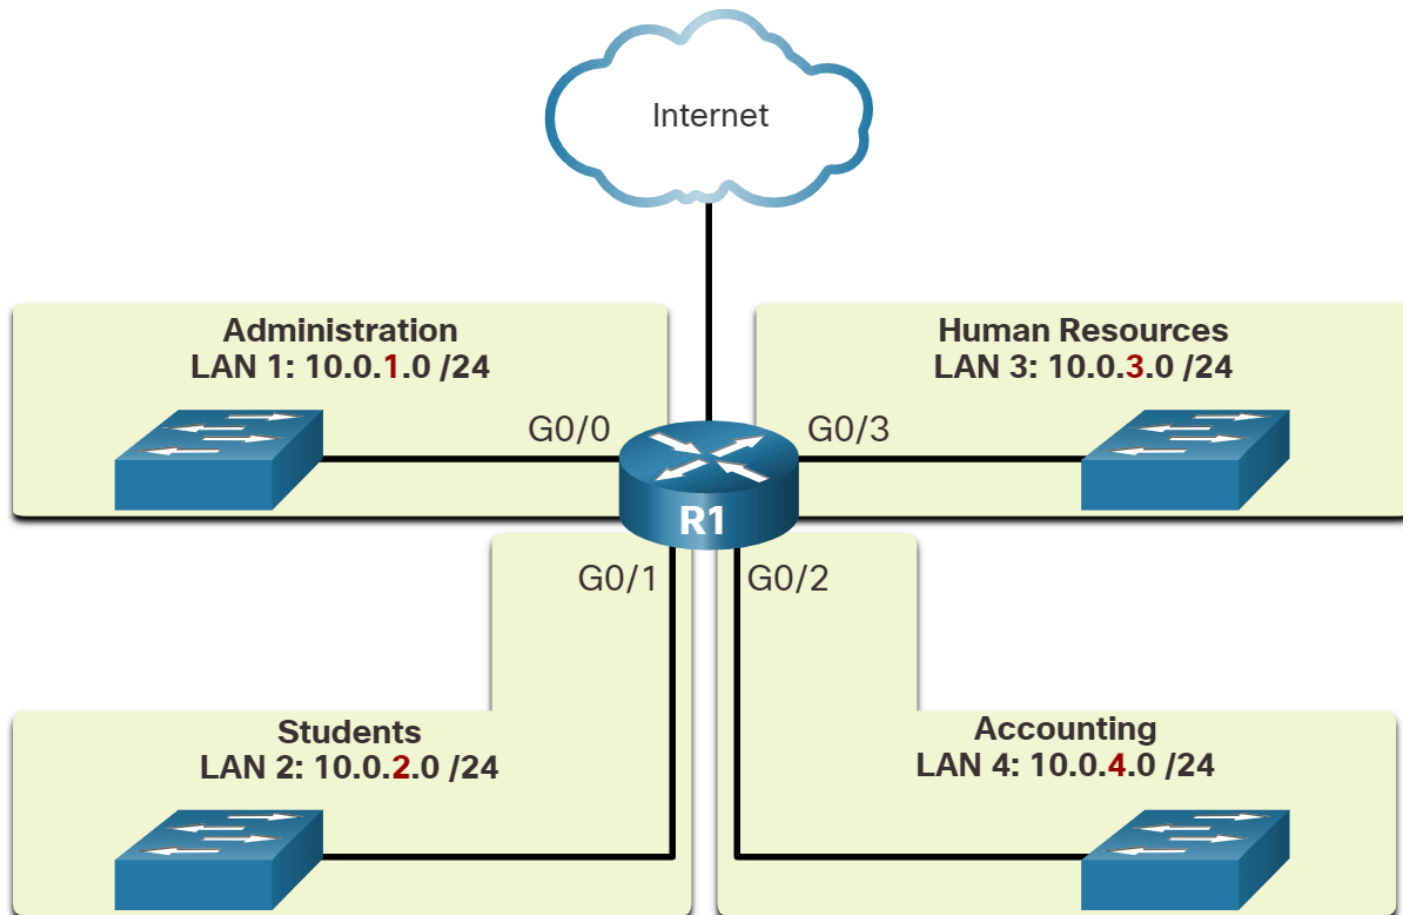 Internet
Administration
LAN 1: 10.0.1.0 /24
Human Resources
LAN 3: 10.0.3.0 /24
G0/0
G0/3
R1
G0/1
G0/2
Students
LAN 2: 10.0.2.0 /24
Accounting
LAN 4: 10.0.4.0 /24